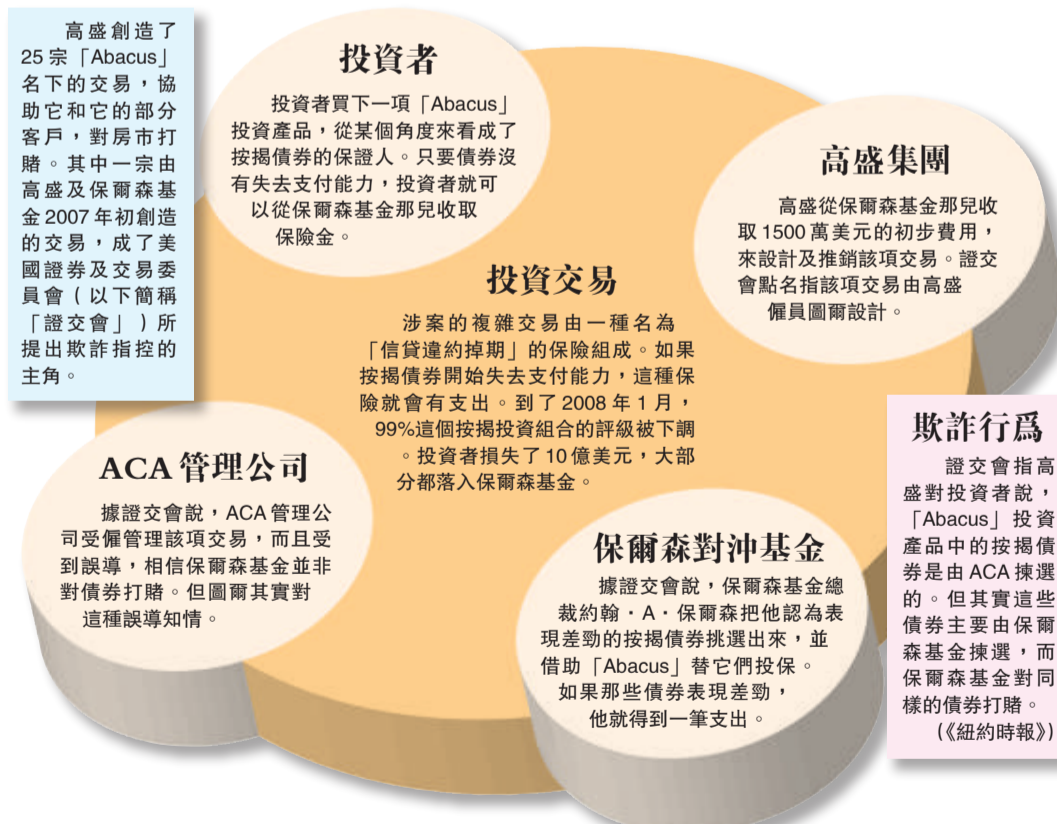 高盛創造了
25宗「Abacus」
名下的交易，協
助它和它的部分
客戶，對房市打
賭。其中一宗由
高盛及保爾森基
金2007年初創造
的交易，成了美
國證券及交易委
員會（以下簡稱
「證交會」）所
提出欺詐指控的
主角。
投資者
投資者買下一項「Abacus」
投資產品，從某個角度來看成了
按揭債券的保證人。只要債券沒
有失去支付能力，投資者就可
以從保爾森基金那兒收取
保險金。
高盛集團
高盛從保爾森基金那兒收
取1500萬美元的初步費用，
來設計及推銷該項交易。證交
會點名指該項交易由高盛
僱員圖爾設計。
投資交易
涉案的複雜交易由一種名為
「信貸違約掉期」的保險組成。如果
按揭債券開始失去支付能力，這種保
險就會有支出。到了2008年1月，
99%這個按揭投資組合的評級被下調
。投資者損失了10億美元，大部
分都落入保爾森基金。
ACA管理公司
據證交會說，ACA管理公
司受僱管理該項交易，而且受
到誤導，相信保爾森基金並非
對債券打賭。但圖爾其實對
這種誤導知情。
保爾森對沖基金
據證交會說，保爾森基金總
裁約翰·A·保爾森把他認為表
現差勁的按揭債券挑選出來，並
借助「Abacus」替它們投保。
如果那些債券表現差勁，
他就得到一筆支出。
欺詐行爲
證交會指高
盛對投資者說，
「Abacus」投資
產品中的按揭債
券是由ACA揀選
的。但其實這些
債券主要由保爾
森基金揀選，而
保爾森基金對同
樣的債券打賭。
(《紐約時報》)